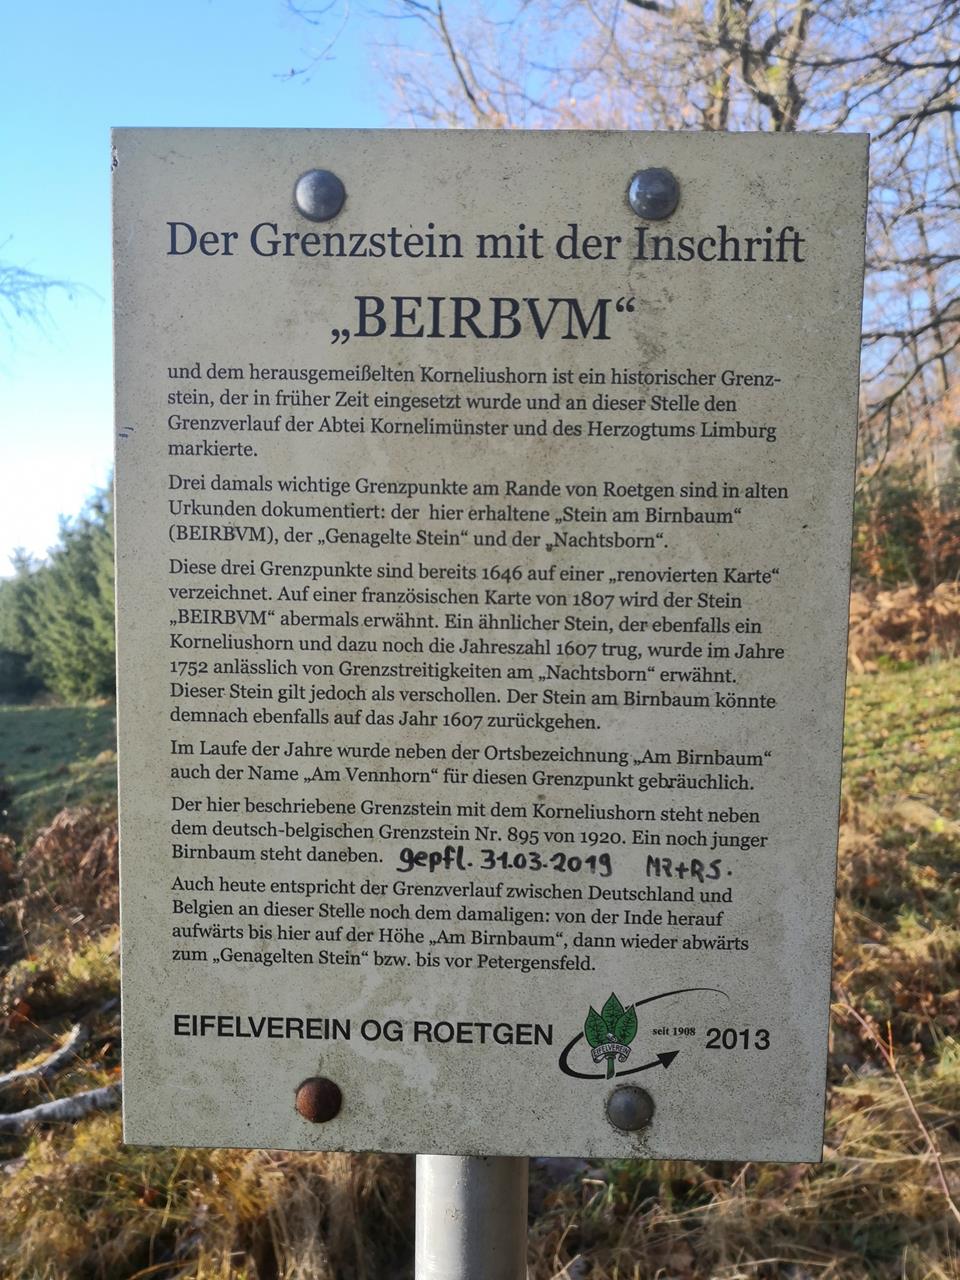 Der Grenzstein mit der Inschrift
„BEIRBVM“
und dem herausgemeißelten Korneliushorn ist ein historischer Grenz-
stein, der in früher Zeit eingesetzt wurde und an dieser Stelle den
Grenzverlauf der Abtei Kornelimünster und des Herzogtums Limburg
markierte.
Drei damals wichtige Grenzpunkte am Rande von Roetgen sind in alten
Urkunden dokumentiert: der hier erhaltene „Stein am Birnbaum“
(BEIRBVM), der „Genagelte Stein“ und der „Nachtsborn“.
Diese drei Grenzpunkte sind bereits 1646 auf einer „renovierten Karte“
verzeichnet. Auf einer französischen Karte von 1807 wird der Stein
„BEIRBVM“ abermals erwähnt. Ein ähnlicher Stein, der ebenfalls ein
Korneliushorn und dazu noch die Jahreszahl 1607 trug, wurde im Jahre
1752 anlässlich von Grenzstreitigkeiten am „Nachtsborn“ erwähnt.
Dieser Stein gilt jedoch als verschollen. Der Stein am Birnbaum könnte
demnach ebenfalls auf das Jahr 1607 zurückgehen.
Im Laufe der Jahre wurde neben der Ortsbezeichnung „Am Birnbaum“
auch der Name „Am Vennhorn“ für diesen Grenzpunkt gebräuchlich.
Der hier beschriebene Grenzstein mit dem Korneliushorn steht neben
dem deutsch-belgischen Grenzstein Nr. 895 von 1920. Ein noch junger
Birnbaum steht daneben. gepfl. 31.03.2019 MR+RS.
Auch heute entspricht der Grenzverlauf zwischen Deutschland und
Belgien an dieser Stelle noch dem damaligen: von der Inde herauf
aufwärts bis hier auf der Höhe „Am Birnbaum“, dann wieder abwärts
zum „Genagelten Stein“ bzw. bis vor Petergensfeld.
EIFELVEREIN OG ROETGEN EIFELVEREIN seit 1908 2013